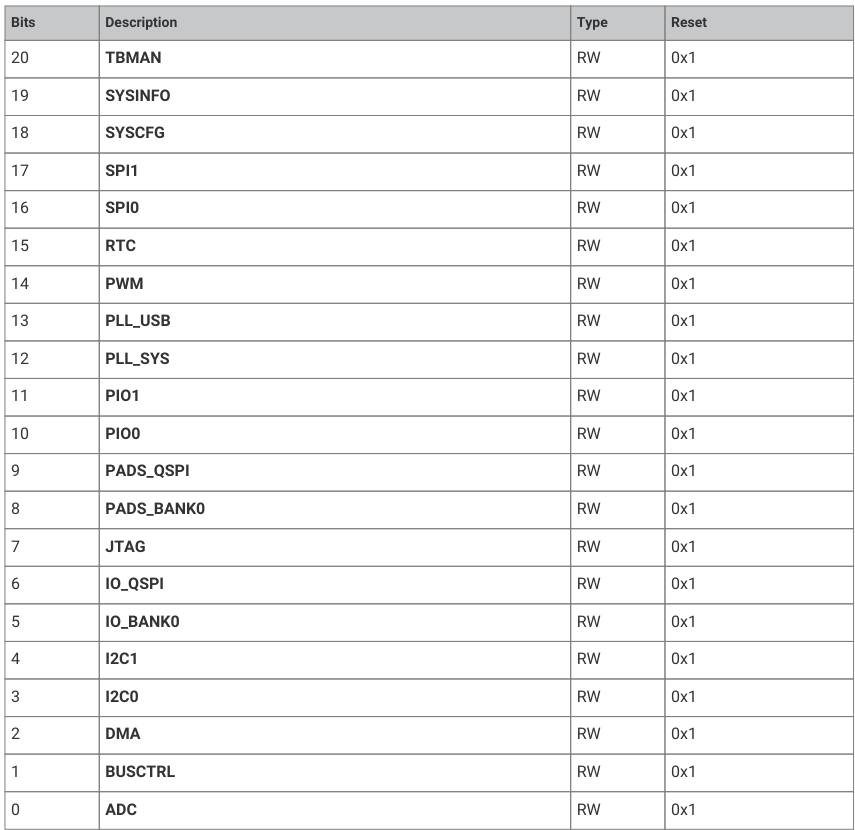 Bits Description Type Reset
20 TBMAN RW 0x1
19 SYSINFO RW 0x1
18 SYSCFG RW 0x1
17 SPI1 RW 0x1
16 SPI0 RW 0x1
15 RTC RW 0x1
14 PWM RW 0x1
13 PLL_USB RW 0x1
12 PLL_SYS RW 0x1
11 PIO1 RW 0x1
10 PIO0 RW 0x1
9 PADS_QSPI RW 0x1
8 PADS_BANK0 RW 0x1
7 JTAG RW 0x1
6 IO_QSPI RW 0x1
5 IO_BANK0 RW 0x1
4 I2C1 RW 0x1
3 I2C0 RW 0x1
2 DMA RW 0x1
1 BUSCTRL RW 0x1
0 ADC RW 0x1